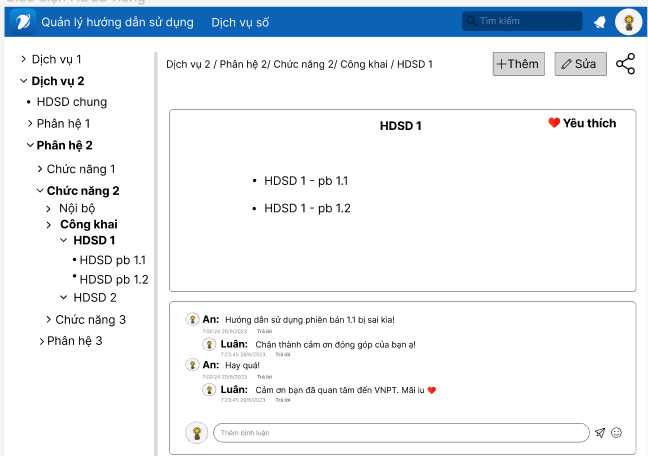 Giao diện HDSD riêng
Quản lý hướng dẫn sử dụng Dịch vụ số Tìm kiếm
Dịch vụ 1
Dịch vụ 2
HDSD chung
Phân hệ 1
Phân hệ 2
Chức năng 1
Chức năng 2
Nội bộ
Công khai
HDSD 1
HDSD pb 1.1
HDSD pb 1.2
HDSD 2
Chức năng 3
Phân hệ 3
Dịch vụ 2 / Phân hệ 2/ Chức năng 2/ Công khai / HDSD 1
+Thêm Sửa
HDSD 1 Yêu thích
HDSD 1 - pb 1.1
HDSD 1 - pb 1.2
An: Hướng dẫn sử dụng phiên bản 1.1 bị sai kìa!
7:00:24 28/6/2023 Trả lời
Luân: Chân thành cảm ơn đóng góp của bạn ạ!
7:23:45 28/6/2023 Trả lời
An: Hay quá!
7:00:24 29/6/2023 Trả lời
Luân: Cảm ơn bạn đã quan tâm đến VNPT. Mãi iu
7:23:45 29/6/2023 Trả lời
Thêm bình luận